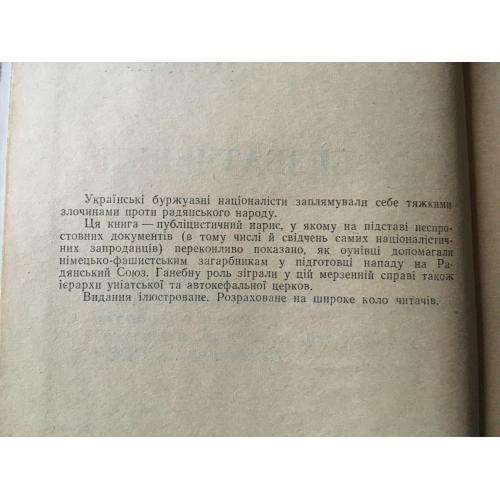 Українські буржуазні націоналісти заплямували себе тяжкими
злочинами проти радянського народу.
Ця книга — публіцистичний нарис, у якому на підставі неспро-
стовних документів (в тому числі й свідчень самих націоналістич-
них запроданців) переконливо показано, як оунівці допомагали
німецько-фашистським загарбникам у підготовці нападу на Ра-
дянський Союз. Ганебну роль зіграли у цій мерзенній справі також
ієрархи уніатської та автокефальної церков.
Видання ілюстроване. Розраховане на широке коло читачів.